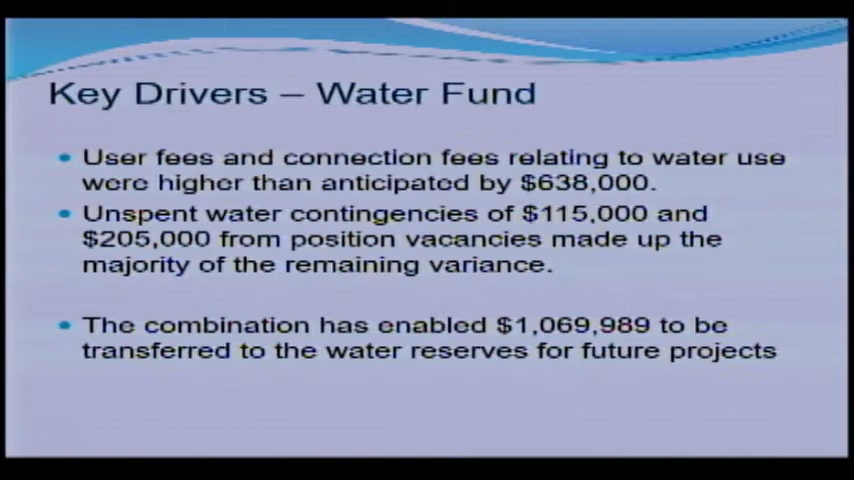 Key Drivers – Water Fund
• User fees and connection fees relating to water use
were higher than anticipated by $638,000.
• Unspent water contingencies of $115,000 and
$205,000 from position vacancies made up the
majority of the remaining variance.
• The combination has enabled $1,069,989 to be
transferred to the water reserves for future projects